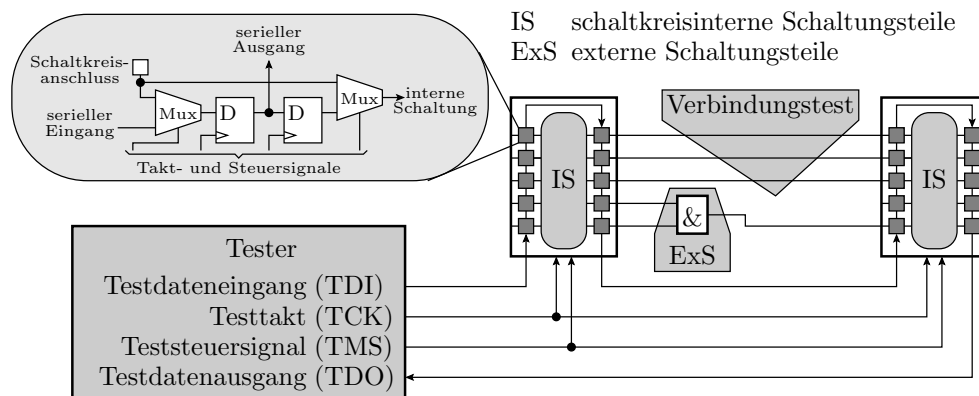 IS schaltkreisinterne Schaltungsteile
ExS externe Schaltungsteile
serieller
Ausgang
Schaltkreis-
anschluss
Mux
D
D
Mux
interne
Schaltung
serieller
Eingang
Takt- und Steuersignale
Verbindungstest
IS
IS
&
ExS
Tester
Testdateneingang (TDI)
Testtakt (TCK)
Teststeuersignal (TMS)
Testdatenausgang (TDO)